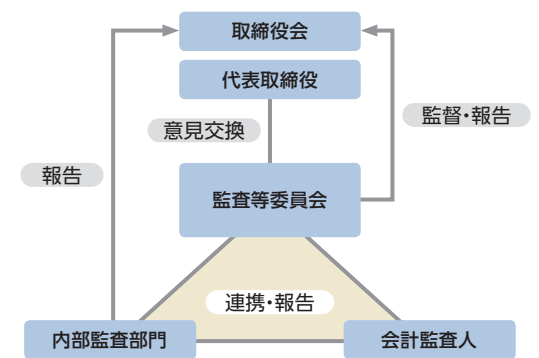 取締役会
代表取締役
監督・報告
意見交換
報告
監査等委員会
連携・報告
内部監査部門
会計監査人